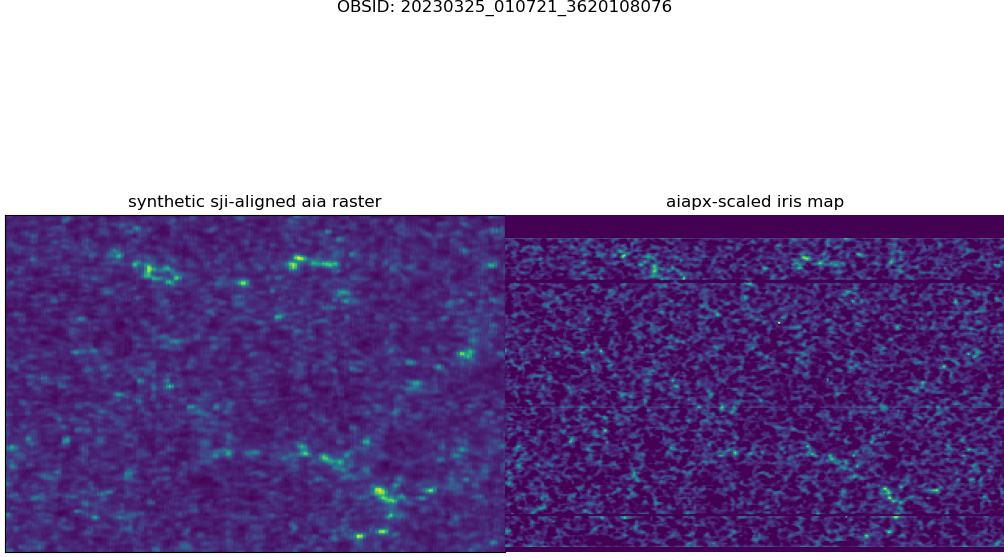 OBSID: 20230325_010721_3620108076
synthetic sji-aligned aia raster
aiapx-scaled iris map